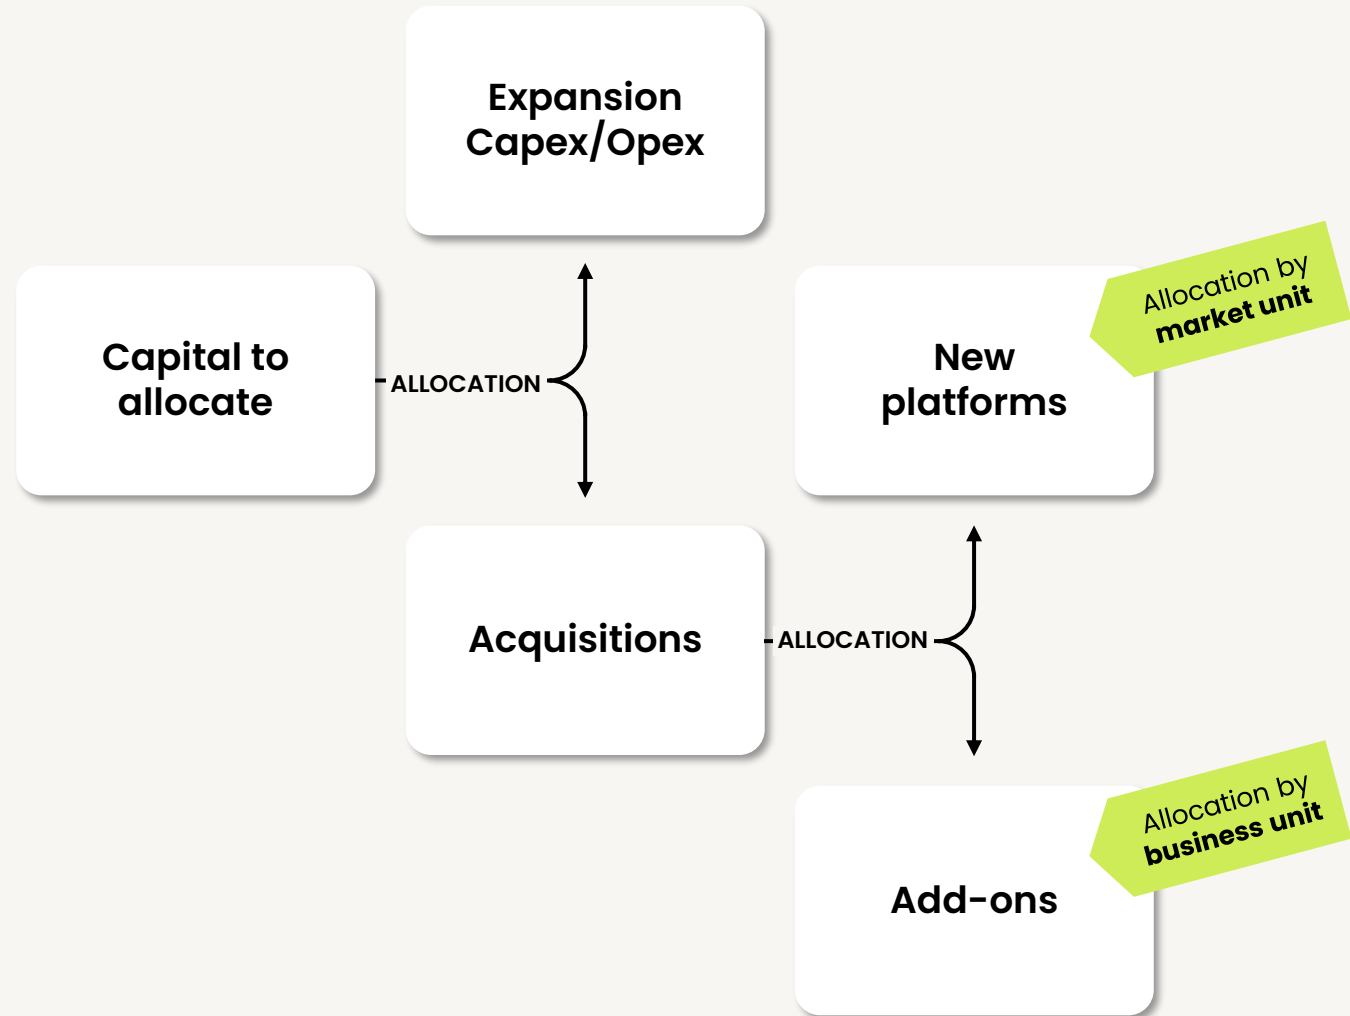 Expansion
Capex/Opex
Capital to
allocate
ALLOCATION
New
platforms
Allocation by
market unit
Acquisitions
ALLOCATION
Add-ons
Allocation by
business unit